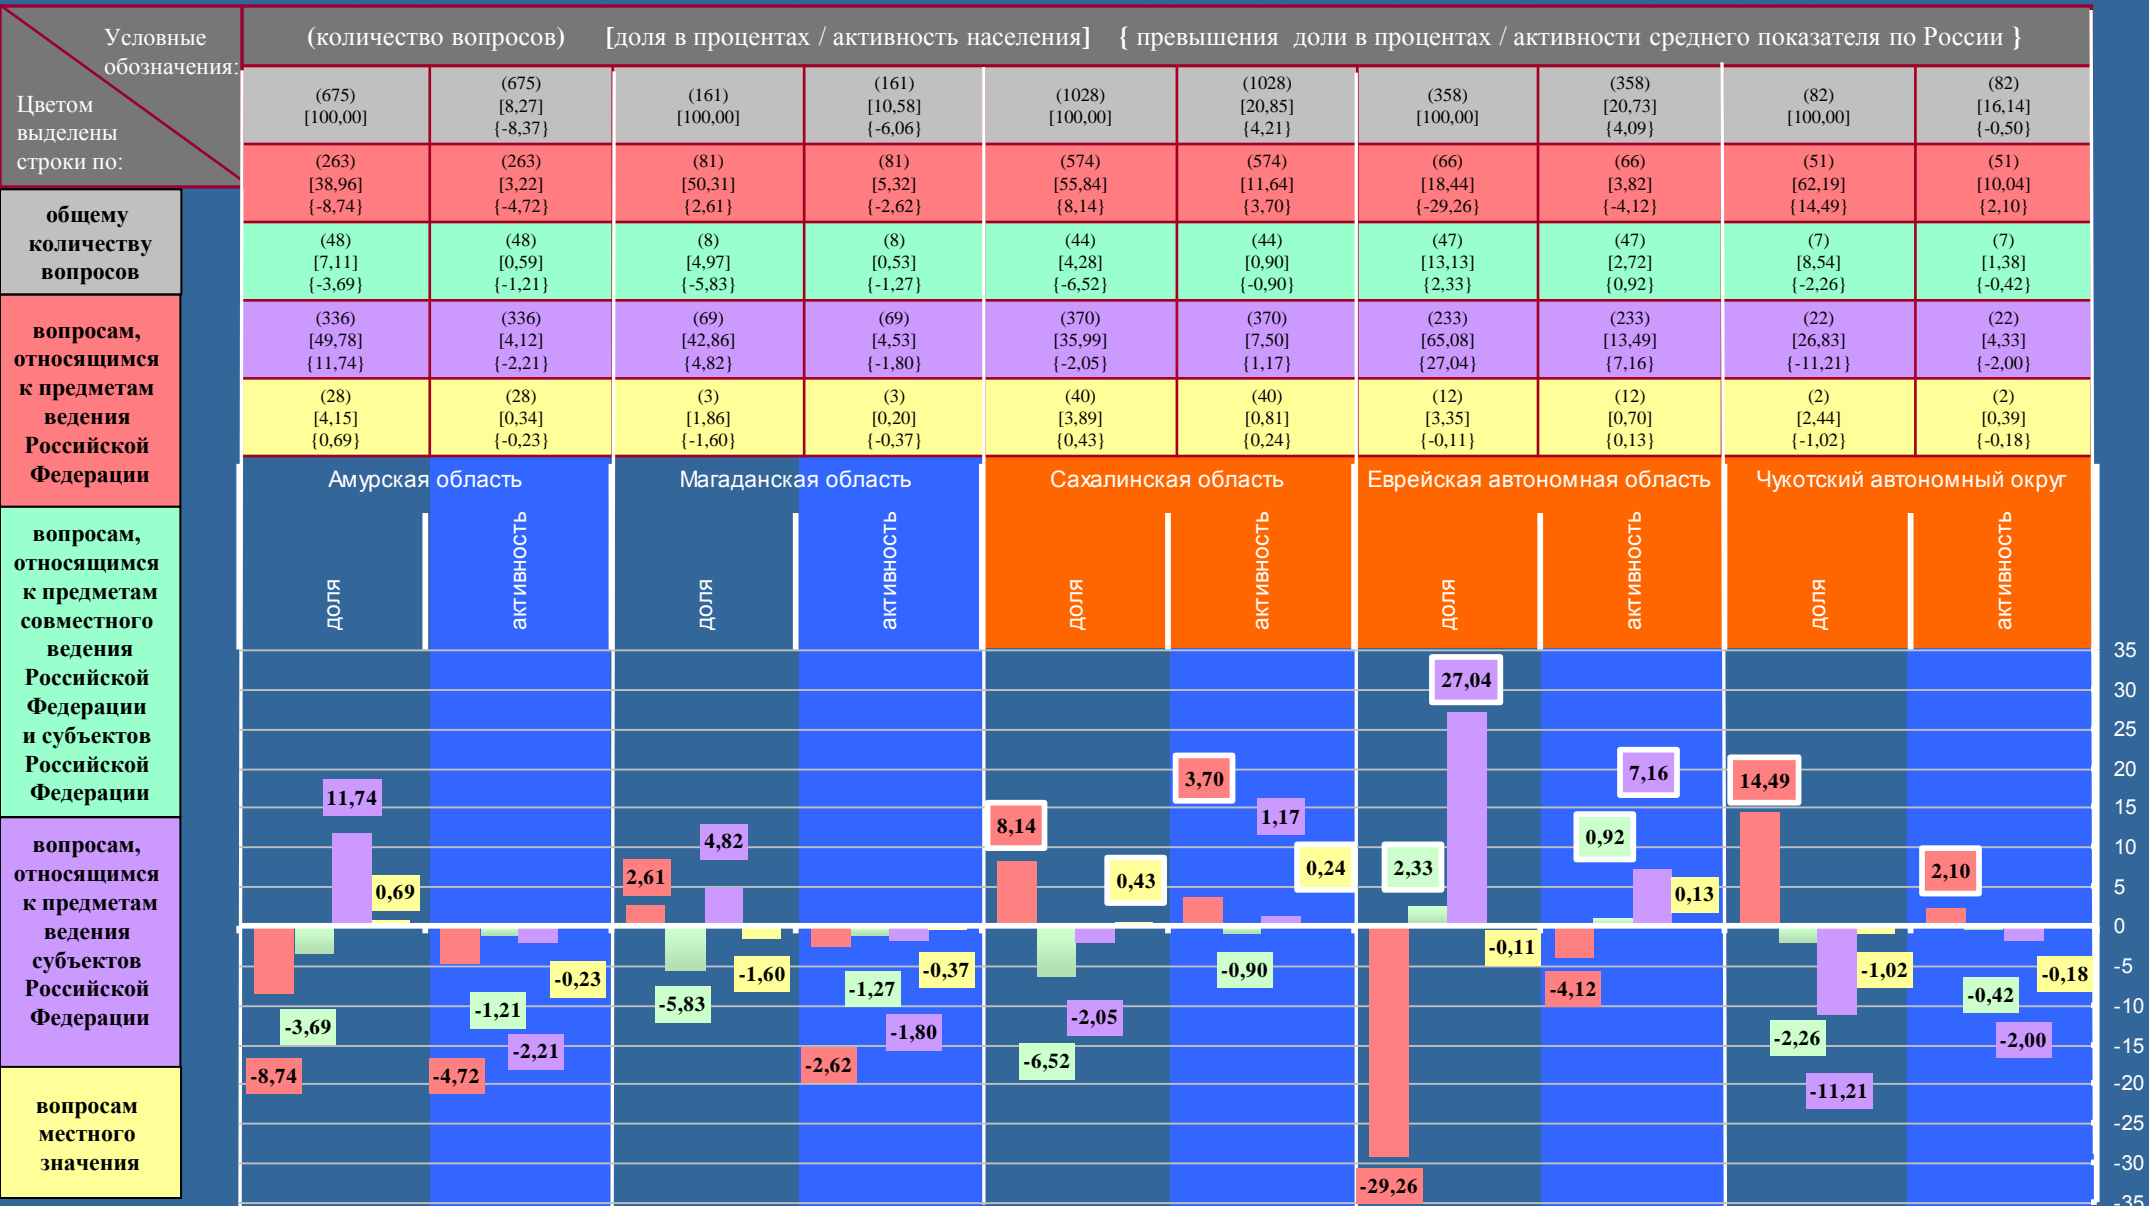 Условные
обозначения:
Цветом
выделены
строки по:
(количество вопросов) [доля в процентах / активность населения] { превышения доли в процентах / активности среднего показателя по России }
(675) (675) (161) (161) (1028) (1028) (358) (358) (82) (82)
[100,00] [8,27] [100,00] [10,58] [100,00] [20,85] [100,00] [20,73] [100,00] [16,14]
{-8,37} {-6,06} {4,21} {4,09} {-0,50}
(263) (263) (81) (81) (574) (574) (66) (66) (51) (51)
[38,96] [3,22] [50,31] [5,32] [55,84] [11,64] [18,44] [3,82] [62,19] [10,04]
{-8,74} {-4,72} {2,61} {-2,62} {8,14} {3,70} {-29,26} {-4,12} {14,49} {2,10}
(48) (48) (8) (8) (44) (44) (47) (47) (7) (7)
[7,11] [0,59] [4,97] [0,53] [4,28] [0,90] [13,13] [2,72] [8,54] [1,38]
{-3,69} {-1,21} {-5,83} {-1,27} {-6,52} {-0,90} {2,33} {0,92} {-2,26} {-0,42}
(336) (336) (69) (69) (370) (370) (233) (233) (22) (22)
[49,78] [4,12] [42,86] [4,53] [35,99] [7,50] [65,08] [13,49] [26,83] [4,33]
{11,74} {-2,21} {4,82} {-1,80} {-2,05} {1,17} {27,04} {7,16} {-11,21} {-2,00}
(28) (28) (3) (3) (40) (40) (12) (12) (2) (2)
[4,15] [0,34] [1,86] [0,20] [3,89] [0,81] [3,35] [0,70] [2,44] [0,39]
{0,69} {-0,23} {-1,60} {-0,37} {0,43} {0,24} {-0,11} {0,13} {-1,02} {-0,18}
общему
количеству
вопросов
вопросам,
относящимся
к предметам
ведения
Российской
Федерации
вопросам,
относящимся
к предметам
совместного
ведения
Российской
Федерации
и субъектов
Российской
Федерации
вопросам,
относящимся
к предметам
ведения
субъектов
Российской
Федерации
вопросам
местного
значения
Амурская область Магаданская область Сахалинская область Еврейская автономная область Чукотский автономный округ
доля активность доля активность доля активность доля активность доля активность
-8,74
-3,69
11,74
0,69
-4,72
-1,21
-2,21
-0,23
2,61
-5,83
4,82
-1,60
-2,62
-1,27
-1,80
-0,37
8,14
-6,52
-2,05
0,43
3,70
-0,90
1,17
0,24
-29,26
2,33
27,04
-0,11
-4,12
0,92
7,16
0,13
14,49
-2,26
-11,21
-1,02
2,10
-0,42
-2,00
-0,18
35
30
25
20
15
10
5
0
-5
-10
-15
-20
-25
-30
-35